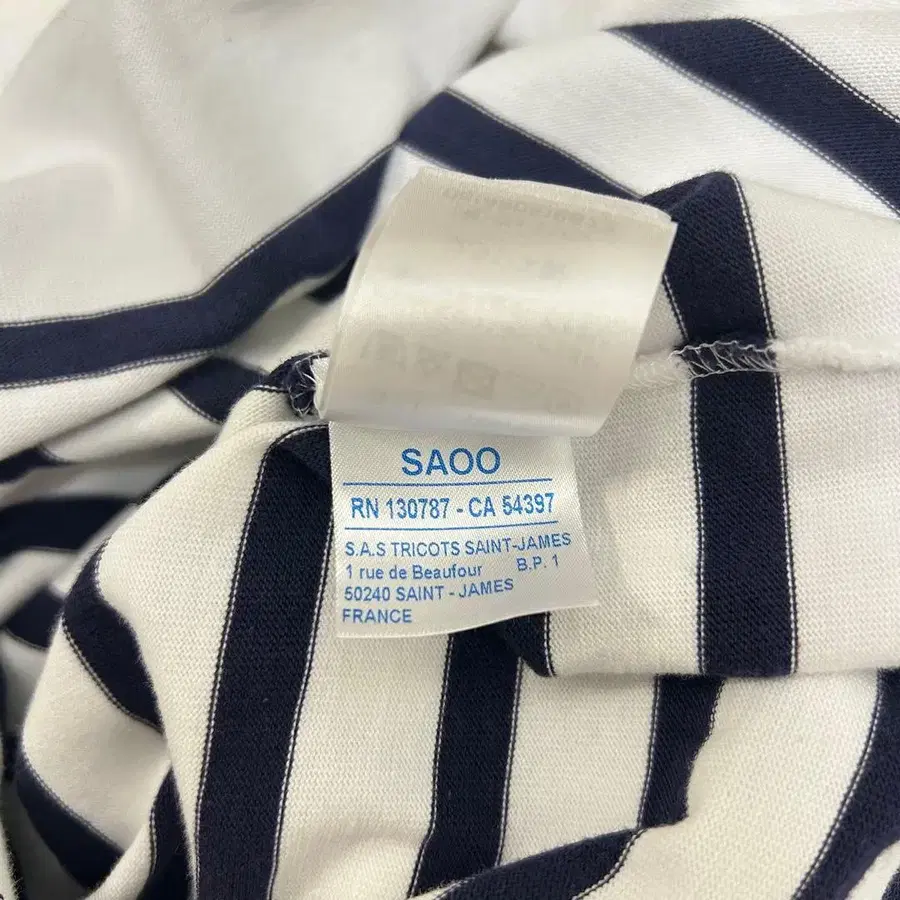 SAOO
RN 130787 - CA 54397
S.A.S TRICOTS SAINT-JAMES
1 rue de Beaufour B.P. 1
50240 SAINT - JAMES
FRANCE